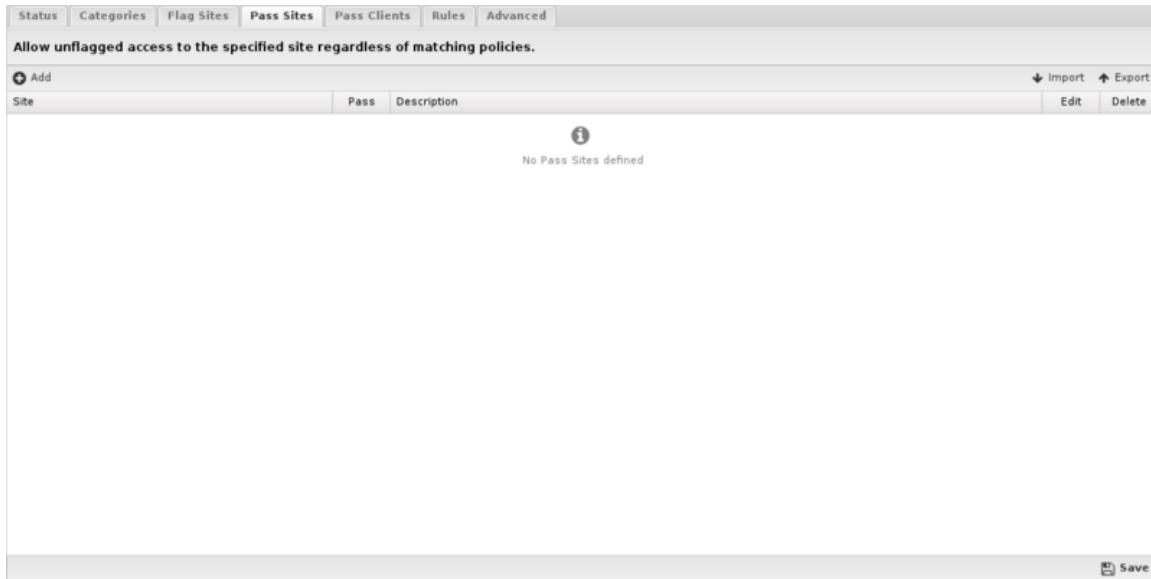 Status Categories Flag Sites Pass Sites Pass Clients Rules Advanced
Allow unflagged access to the specified site regardless of matching policies.
Add Import Export
Site Pass Description Edit Delete
No Pass Sites defined
Save